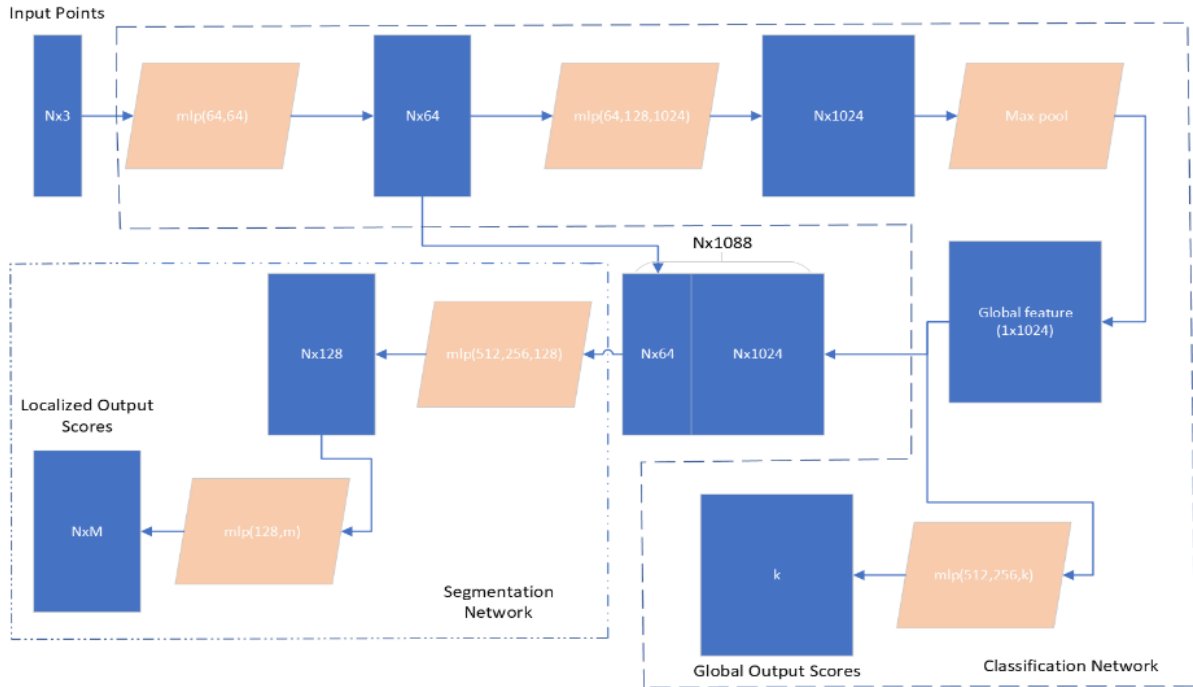 Input Points
Nx3
mlp(64,64)
Nx64
mlp(64,128,1024)
Nx1024
Max pool
Global feature
(1x1024)
Nx1088
Nx64
Nx1024
mlp(512,256,128)
Nx128
Localized Output
Scores
NxM
mlp(128,m)
Segmentation
Network
k
mlp(512,256,k)
Global Output Scores
Classification Network